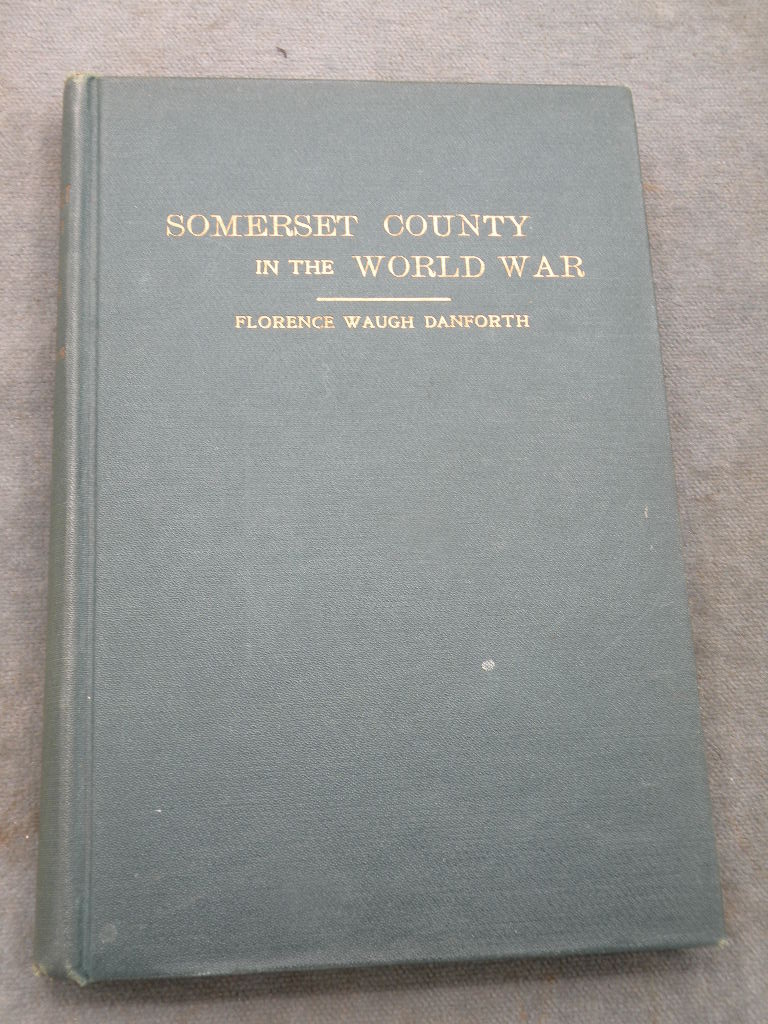 SOMERSET COUNTY
IN THE WORLD WAR
FLORENCE WAUGH DANFORTH